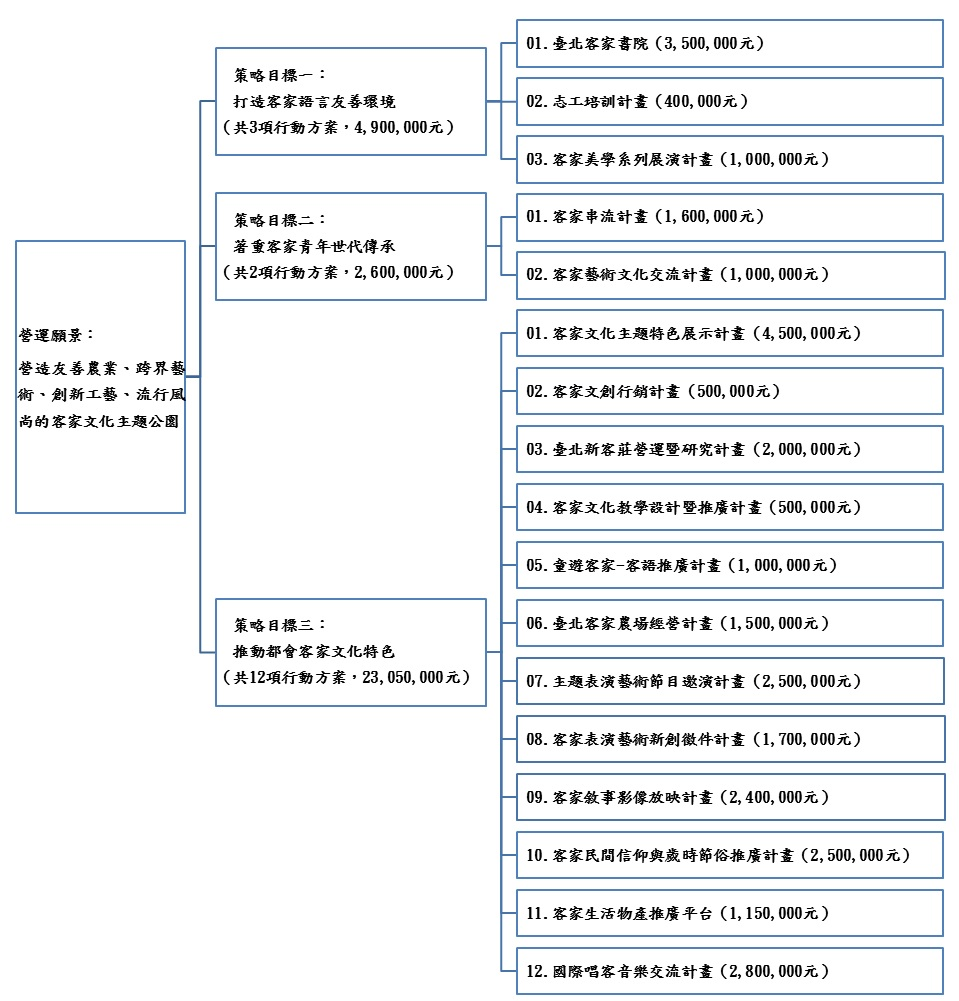 營運願景：
營造友善農業、跨界藝
術、創新工藝、流行風
尚的客家文化主題公園
策略目標一：
打造客家語言友善環境
(共3項行動方案，4,900,000元)
01.臺北客家書院(3,500,000元)
02.志工培訓計畫(400,000元)
03.客家美學系列展演計畫(1,000,000元)
策略目標二：
著重客家青年世代傳承
(共2項行動方案，2,600,000元)
01.客家串流計畫(1,600,000元)
02.客家藝術文化交流計畫(1,000,000元)
策略目標三：
推動都會客家文化特色
(共12項行動方案，23,050,000元)
01.客家文化主題特色展示計畫(4,500,000元)
02.客家文創行銷計畫(500,000元)
03.臺北新客莊營運暨研究計畫(2,000,000元)
04.客家文化教學設計暨推廣計畫(500,000元)
05.童遊客家-客語推廣計畫(1,000,000元)
06.臺北客家農場經營計畫(1,500,000元)
07.主題表演藝術節目邀演計畫(2,500,000元)
08.客家表演藝術新創徵件計畫(1,700,000元)
09.客家敘事影像放映計畫(2,400,000元)
10.客家民間信仰與歲時節俗推廣計畫(2,500,000元)
11.客家生活物產推廣平台(1,150,000元)
12.國際唱客音樂交流計畫(2,800,000元)